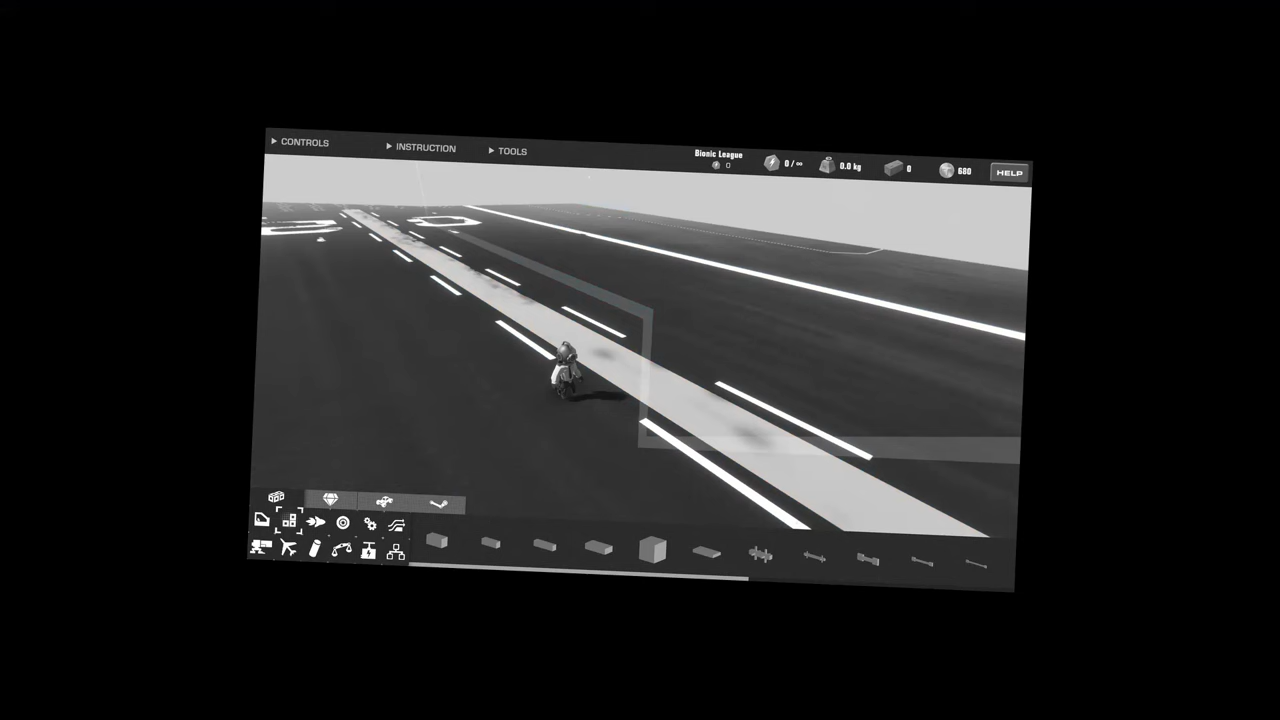 CONTROLS
INSTRUCTION
TOOLS
Bionic League
0
0 / ∞
0.0 kg
0
680
HELP